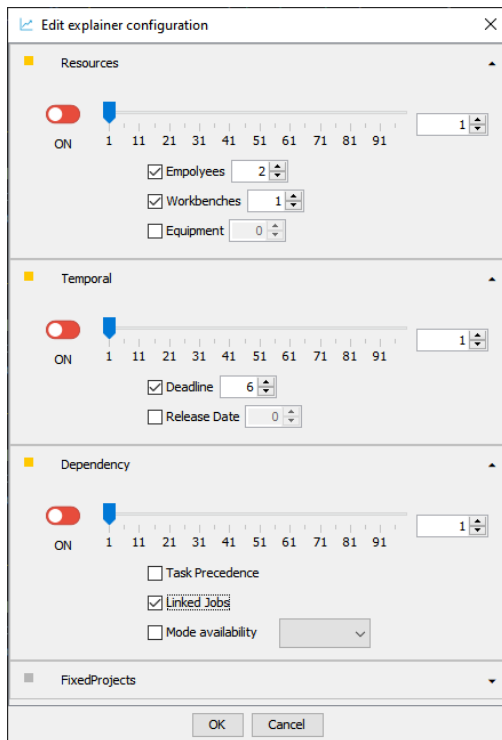 Edit explainer configuration
Resources
1
ON
1 11 21 31 41 51 61 71 81 91
Empolyees 2
Workbenches 1
Equipment 0
Temporal
1
ON
1 11 21 31 41 51 61 71 81 91
Deadline 6
Release Date 0
Dependency
1
ON
1 11 21 31 41 51 61 71 81 91
Task Precedence
Linked Jobs
Mode availability
FixedProjects
OK Cancel